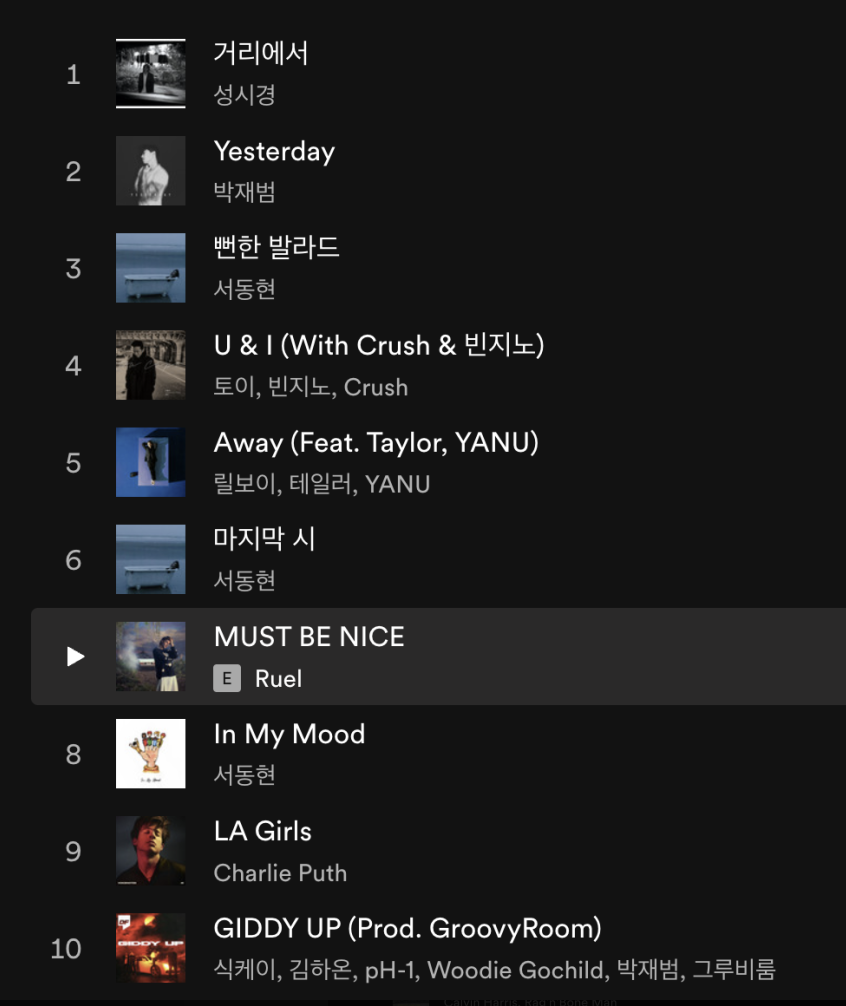 1
거리에서
성시경
2
Yesterday
박재범
3
뻔한 발라드
서동현
4
U & I (With Crush & 빈지노)
토이, 빈지노, Crush
5
Away (Feat. Taylor, YANU)
릴보이, 테일러, YANU
6
마지막 시
서동현
MUST BE NICE
E Ruel
8
In My Mood
서동현
9
LA Girls
Charlie Puth
10
GIDDY UP (Prod. GroovyRoom)
식케이, 김하온, pH-1, Woodie Gochild, 박재범, 그루비룸
GIDDY UP